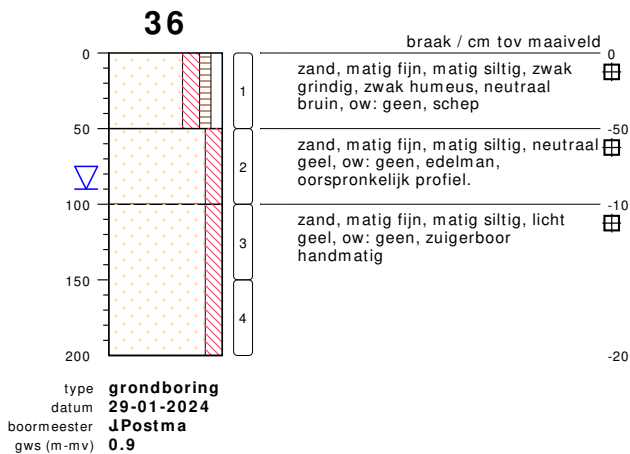 36
braak / cm tov maaiveld
0
0
zand, matig fijn, matig siltig, zwak
grindig, zwak humeus, neutraal
bruin, ow: geen, schep
1
50
-50
zand, matig fijn, matig siltig, neutraal
geel, ow: geen, edelman,
oorspronkelijk profiel.
2
100
-10
zand, matig fijn, matig siltig, licht
geel, ow: geen, zuigerboor
handmatig
3
150
4
200
-20
type grondboring
datum 29-01-2024
boormeester J.Postma
gws (m-mv) 0.9